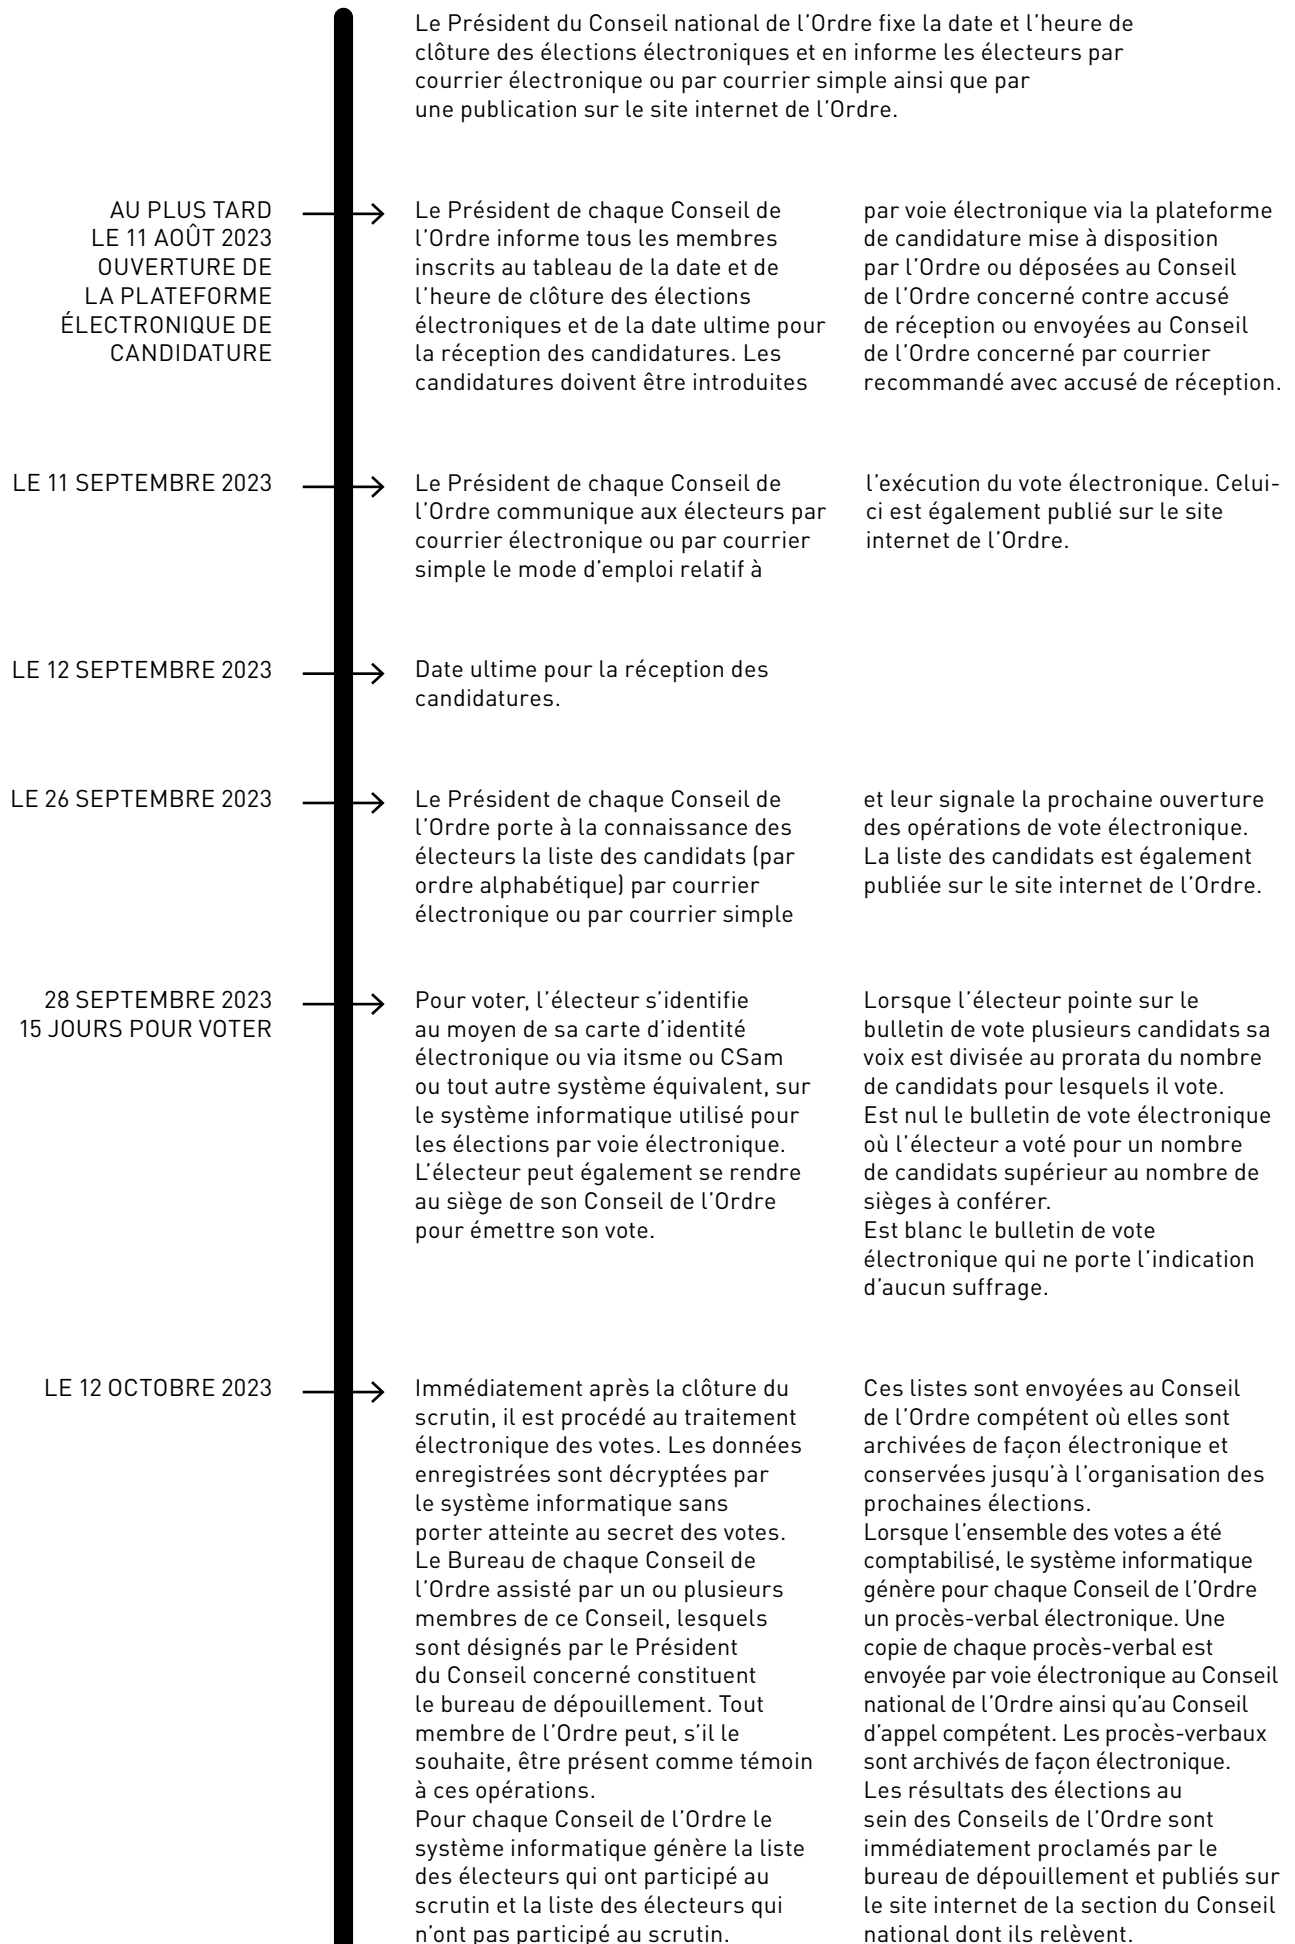 Le Président du Conseil national de l'Ordre fixe la date et l'heure de
clôture des élections électroniques et en informe les électeurs par
courrier électronique ou par courrier simple ainsi que par
une publication sur le site internet de l'Ordre.
AU PLUS TARD
LE 11 AOÛT 2023
OUVERTURE DE
LA PLATEFORME
ÉLECTRONIQUE DE
CANDIDATURE
Le Président de chaque Conseil de
l'Ordre informe tous les membres
inscrits au tableau de la date et de
l'heure de clôture des élections
électroniques et de la date ultime pour
la réception des candidatures. Les
candidatures doivent être introduites
par voie électronique via la plateforme
de candidature mise à disposition
par l'Ordre ou déposées au Conseil
de l'Ordre concerné contre accusé
de réception ou envoyées au Conseil
de l'Ordre concerné par courrier
recommandé avec accusé de réception.
LE 11 SEPTEMBRE 2023
Le Président de chaque Conseil de
l'Ordre communique aux électeurs par
courrier électronique ou par courrier
simple le mode d'emploi relatif à
l'exécution du vote électronique. Celui-
ci est également publié sur le site
internet de l'Ordre.
LE 12 SEPTEMBRE 2023
Date ultime pour la réception des
candidatures.
LE 26 SEPTEMBRE 2023
Le Président de chaque Conseil de
l'Ordre porte à la connaissance des
électeurs la liste des candidats (par
ordre alphabétique) par courrier
électronique ou par courrier simple
et leur signale la prochaine ouverture
des opérations de vote électronique.
La liste des candidats est également
publiée sur le site internet de l'Ordre.
28 SEPTEMBRE 2023
15 JOURS POUR VOTER
Pour voter, l'électeur s'identifie
au moyen de sa carte d'identité
électronique ou via itsme ou CSam
ou tout autre système équivalent, sur
le système informatique utilisé pour
les élections par voie électronique.
L'électeur peut également se rendre
au siège de son Conseil de l'Ordre
pour émettre son vote.
Lorsque l'électeur pointe sur le
bulletin de vote plusieurs candidats sa
voix est divisée au prorata du nombre
de candidats pour lesquels il vote.
Est nul le bulletin de vote électronique
où l'électeur a voté pour un nombre
de candidats supérieur au nombre de
sièges à conférer.
Est blanc le bulletin de vote
électronique qui ne porte l'indication
d'aucun suffrage.
LE 12 OCTOBRE 2023
Immédiatement après la clôture du
scrutin, il est procédé au traitement
électronique des votes. Les données
enregistrées sont décryptées par
le système informatique sans
porter atteinte au secret des votes.
Le Bureau de chaque Conseil de
l'Ordre assisté par un ou plusieurs
membres de ce Conseil, lesquels
sont désignés par le Président
du Conseil concerné constituent
le bureau de dépouillement. Tout
membre de l'Ordre peut, s'il le
souhaite, être présent comme témoin
à ces opérations.
Pour chaque Conseil de l'Ordre le
système informatique génère la liste
des électeurs qui ont participé au
scrutin et la liste des électeurs qui
n'ont pas participé au scrutin.
Ces listes sont envoyées au Conseil
de l'Ordre compétent où elles sont
archivées de façon électronique et
conservées jusqu'à l'organisation des
prochaines élections.
Lorsque l'ensemble des votes a été
comptabilisé, le système informatique
génère pour chaque Conseil de l'Ordre
un procès-verbal électronique. Une
copie de chaque procès-verbal est
envoyée par voie électronique au Conseil
national de l'Ordre ainsi qu'au Conseil
d'appel compétent. Les procès-verbaux
sont archivés de façon électronique.
Les résultats des élections au
sein des Conseils de l'Ordre sont
immédiatement proclamés par le
bureau de dépouillement et publiés sur
le site internet de la section du Conseil
national dont ils relèvent.